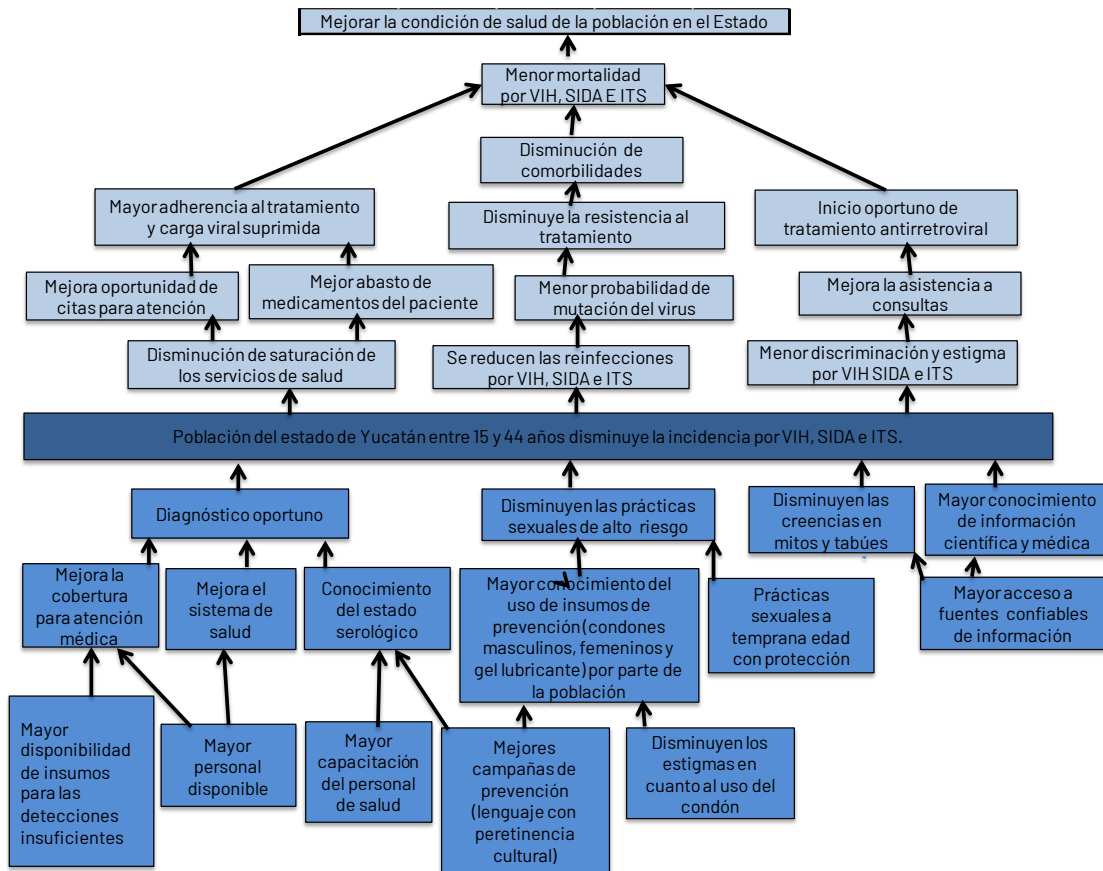 Mejorar la condición de salud de la población en el Estado
Menor mortalidad
por VIH, SIDA E ITS
Disminución de
comorbilidades
Mayor adherencia al tratamiento
y carga viral suprimida
Disminuye la resistencia al
tratamiento
Inicio oportuno de
tratamiento antirretroviral
Mejora oportunidad de
citas para atención
Mejor abasto de
medicamentos del paciente
Menor probabilidad de
mutación del virus
Mejora la asistencia a
consultas
Disminución de saturación de
los servicios de salud
Se reducen las reinfecciones
por VIH, SIDA e ITS
Menor discriminación y estigma
por VIH SIDA e ITS
Población del estado de Yucatán entre 15 y 44 años disminuye la incidencia por VIH, SIDA e ITS.
Diagnóstico oportuno
Disminuyen las prácticas
sexuales de alto riesgo
Disminuyen las
creencias en
mitos y tabúes
Mayor conocimiento
de información
científica y médica
Mejora la
cobertura
para atención
médica
Mejora el
sistema de
salud
Conocimiento
del estado
serológico
Mayor conocimiento del
uso de insumos de
prevención (condones
masculinos, femeninos y
gel lubricante) por parte de
la población
Prácticas
sexuales a
temprana edad
con protección
Mayor acceso a
fuentes confiables
de información
Mayor
disponibilidad
de insumos
para las
detecciones
insuficientes
Mayor
personal
disponible
Mayor
capacitación
del personal
de salud
Mejores
campañas de
prevención
(lenguaje con
peretinencia
cultural)
Disminuyen los
estigmas en
cuanto al uso del
condón